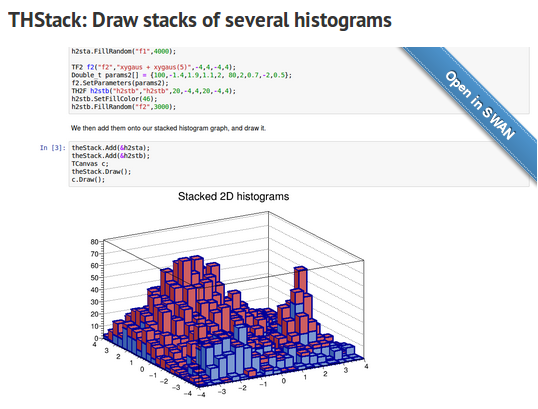 THStack: Draw stacks of several histograms
h2sta.FillRandom("f1",4000);
TF2 f2("f2","xygaus + xygaus(5)",-4,4,-4,4);
Double_t params2[] = {100,-1.4,1.9,1.1,2, 80,2,0.7,-2,0.5};
f2.SetParameters(params2);
TH2F h2stb("h2stb","h2stb",20,-4,4,20,-4,4);
h2stb.SetFillColor(46);
h2stb.FillRandom("f2",3000);
Open in SWAN
We then add them onto our stacked histogram graph, and draw it.
In [3]:
theStack.Add(&h2sta);
theStack.Add(&h2stb);
TCanvas c;
theStack.Draw();
c.Draw();
Stacked 2D histograms
80
70
60
50
40
30
20
10
0
4
3
2
1
0
−1
−2
−3
−4
−4
−3
−2
−1
0
1
2
3
4